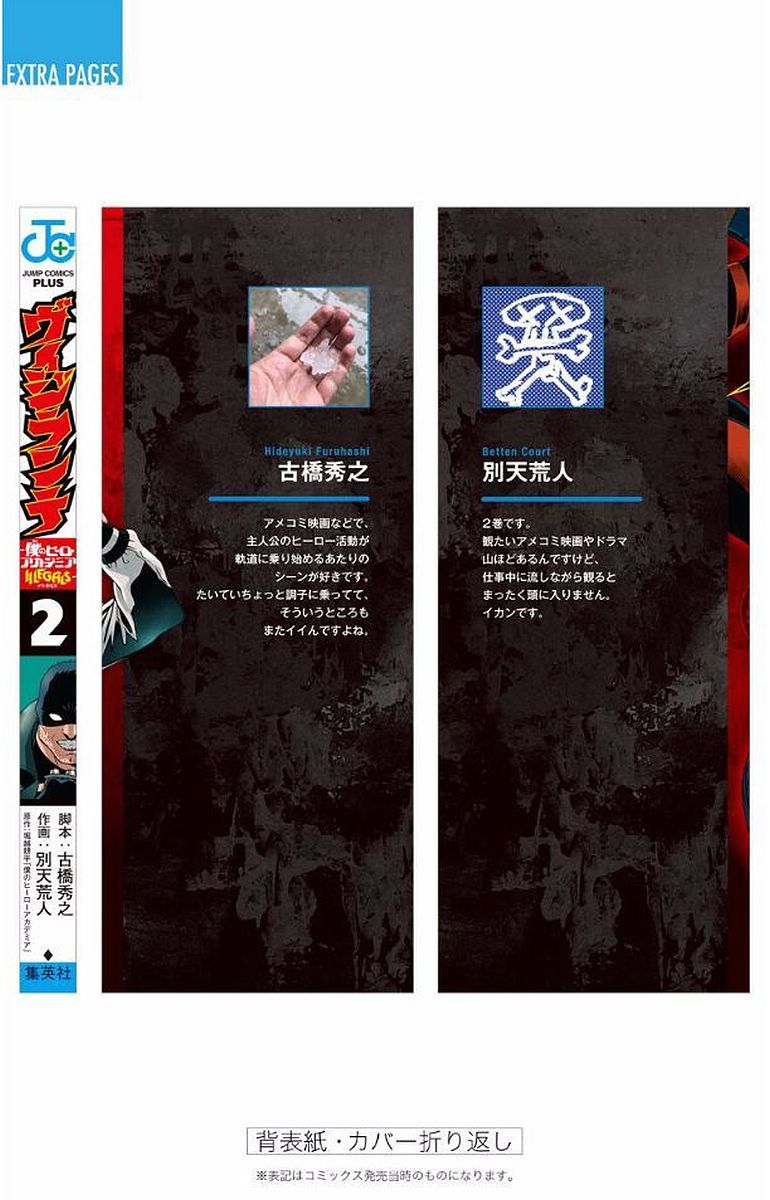 EXTRA PAGES
JC+
JUMP COMICS
PLUS
ヴィジランテ
-僕のヒーロー
アカデミア
ILLEGALS-
2
脚本:古橋秀之
作画:別天荒人
原作:堀越耕平「僕のヒーローアカデミア」
集英社
Hideyuki Furuhashi
古橋秀之
アメコミ映画などで、
主人公のヒーロー活動が
軌道に乗り始めるあたりの
シーンが好きです。
たいていちょっと調子に乗ってて、
そういうところも
またイイんですよね。
Betten Court
別天荒人
2巻です。
観たいアメコミ映画やドラマ
山ほどあるんですけど、
仕事中に流しながら観ると
まったく頭に入りません。
イカンです。
背表紙・カバー折り返し
※表記はコミックス発売当時のものになります。